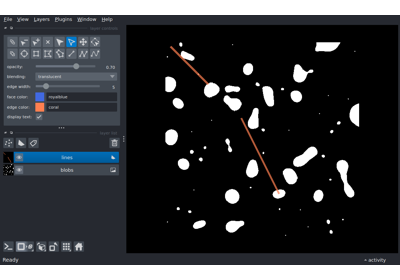 File View Layers Plugins Window Help
opacity: 0.70
blending: translucent
edge width: 5
face color: royalblue
edge color: coral
display text:
lines
blobs
Ready
activity